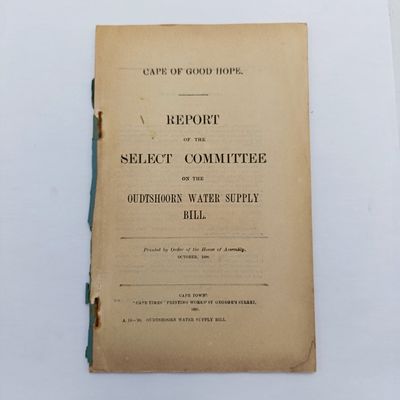 CAPE OF GOOD HOPE.
REPORT
OF THE
SELECT COMMITTEE
ON THE
OUDTSHOORN WATER SUPPLY
BILL.
Printed by Order of the House of Assembly,
OCTOBER,
CAPE TOWN:
"CAPE TIMES" PRINTING WORKS, ST. GEORGE'S STREET,
OUDTSHOORN WATER SUPPLY BILL.